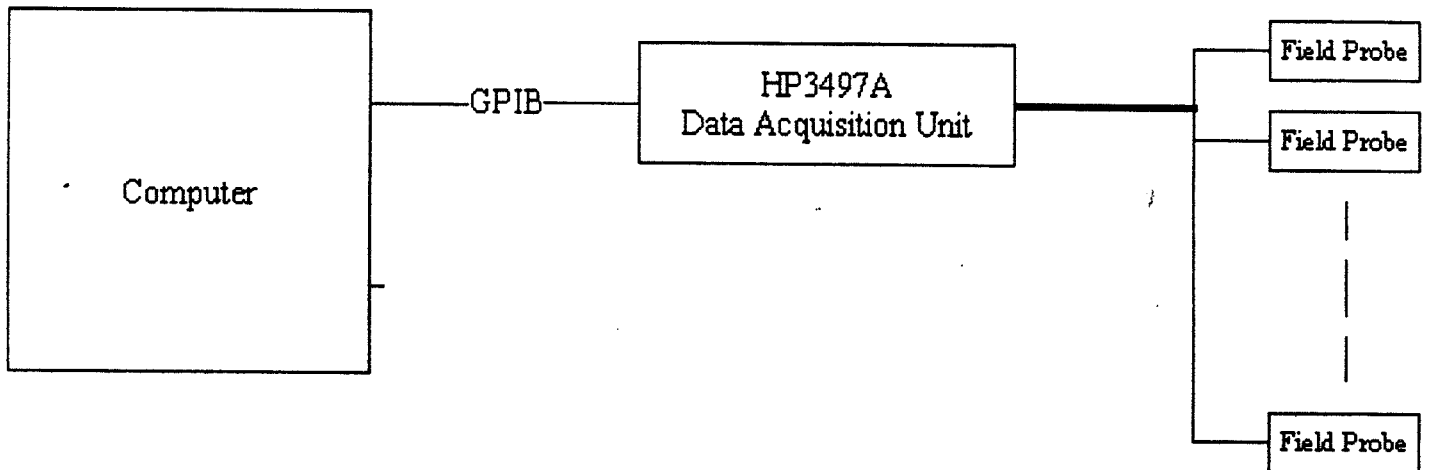 Computer
GPIB
HP3497A
Data Acquisition Unit
Field Probe
Field Probe
Field Probe